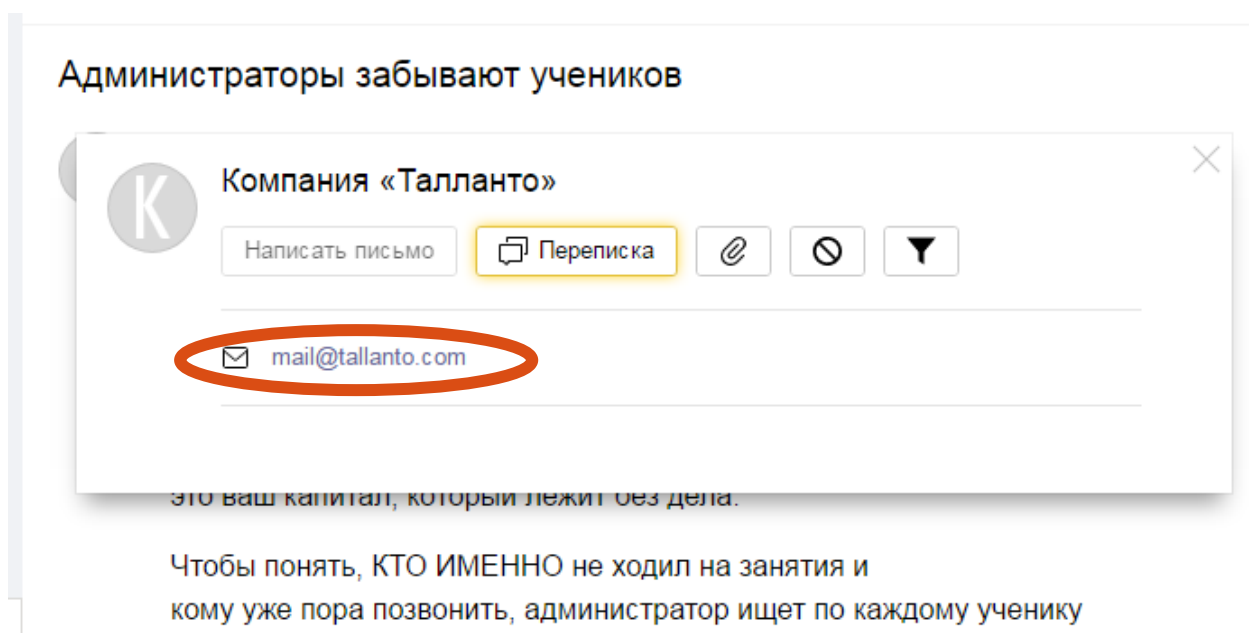 Администраторы забывают учеников
К
Компания «Талланто»
Написать письмо
Переписка
mail@tallanto.com
это ваш капитал, который лежит без дела.
Чтобы понять, КТО ИМЕННО не ходил на занятия и
кому уже пора позвонить, администратор ищет по каждому ученику